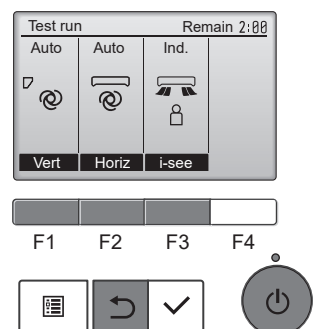 Test run Remain 2:00
Auto Auto Ind.
Vert Horiz i-see
F1 F2 F3 F4